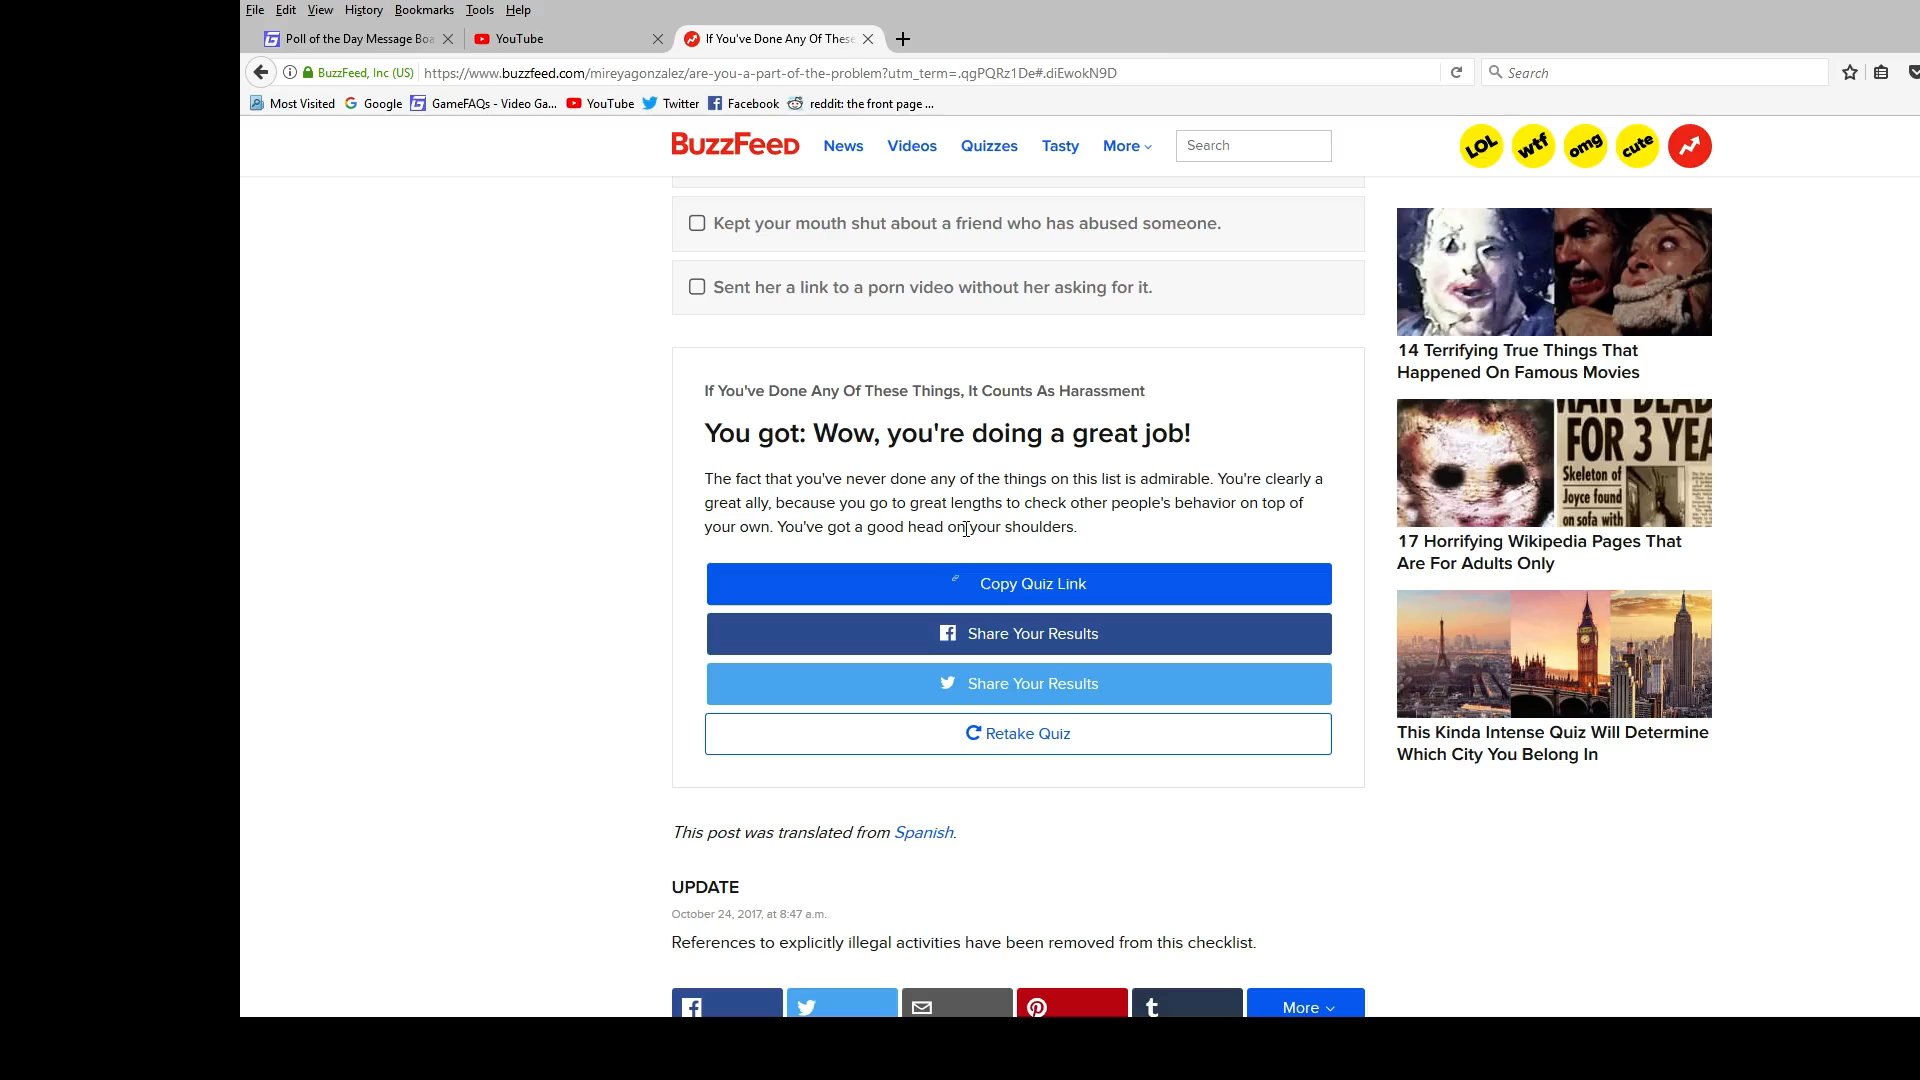 File Edit View History Bookmarks Tools Help
Poll of the Day Message Boa
YouTube
If You've Done Any Of These
BuzzFeed, Inc (US)
https://www.buzzfeed.com/mireyagonzalez/are-you-a-part-of-the-problem?utm_term=.qgPQRz1De#.diEwokN9D
Search
Most Visited Google GameFAQs - Video Ga... YouTube Twitter Facebook reddit: the front page ...
BuzzFeed News Videos Quizzes Tasty More Search LOL wtf omg cute
Kept your mouth shut about a friend who has abused someone.
Sent her a link to a porn video without her asking for it.
If You've Done Any Of These Things, It Counts As Harassment
You got: Wow, you're doing a great job!
The fact that you've never done any of the things on this list is admirable. You're clearly a
great ally, because you go to great lengths to check other people's behavior on top of
your own. You've got a good head on your shoulders.
Copy Quiz Link
Share Your Results
Share Your Results
Retake Quiz
This post was translated from Spanish.
UPDATE
October 24, 2017, at 8:47 a.m.
References to explicitly illegal activities have been removed from this checklist.
More
14 Terrifying True Things That
Happened On Famous Movies
MAN DEAD
FOR 3 YEA
Skeleton of
Joyce found
on sofa with
17 Horrifying Wikipedia Pages That
Are For Adults Only
This Kinda Intense Quiz Will Determine
Which City You Belong In